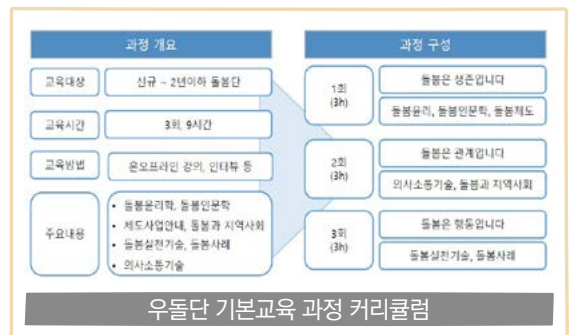 과정 개요
교육대상
신규 ~ 2년이하 돌봄단
교육시간
3회, 9시간
교육방법
온오프라인 강의, 인터뷰 등
주요내용
• 돌봄윤리학, 돌봄인문학
• 제도사업안내, 돌봄과 지역사회
• 돌봄실천기술, 돌봄사례
• 의사소통기술
과정 구성
1회
(3h)
돌봄은 생존입니다
돌봄윤리, 돌봄인문학, 돌봄제도
2회
(3h)
돌봄은 관계입니다
의사소통기술, 돌봄과 지역사회
3회
(3h)
돌봄은 행동입니다
돌봄실천기술, 돌봄사례
우돌단 기본교육 과정 커리큘럼